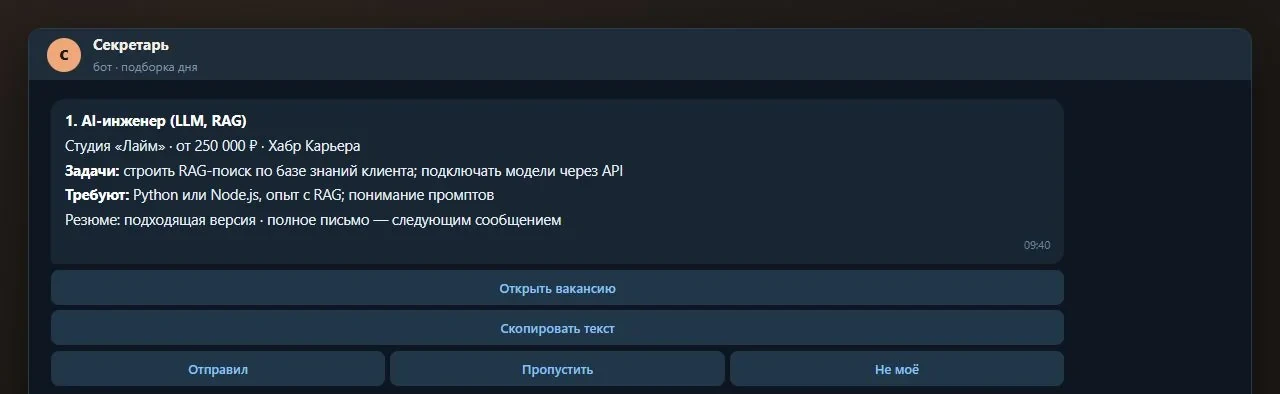 С
Секретарь
бот · подборка дня
1. AI-инженер (LLM, RAG)
Студия «Лайм» · от 250 000 ₽ · Хабр Карьера
Задачи: строить RAG-поиск по базе знаний клиента; подключать модели через API
Требуют: Python или Node.js, опыт с RAG; понимание промптов
Резюме: подходящая версия · полное письмо — следующим сообщением
09:40
Открыть вакансию
Скопировать текст
Отправил
Пропустить
Не моё